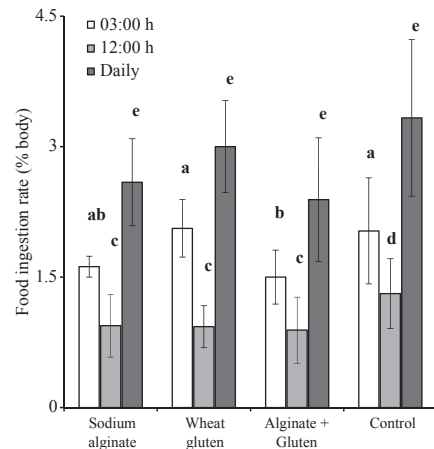 4.5
03:00 h
12:00 h
Daily
e
e
e
e
3
a
a
ab
b
d
c
c
c
1.5
0
Food ingestion rate (% body)
Sodium alginate
Wheat gluten
Alginate + Gluten
Control